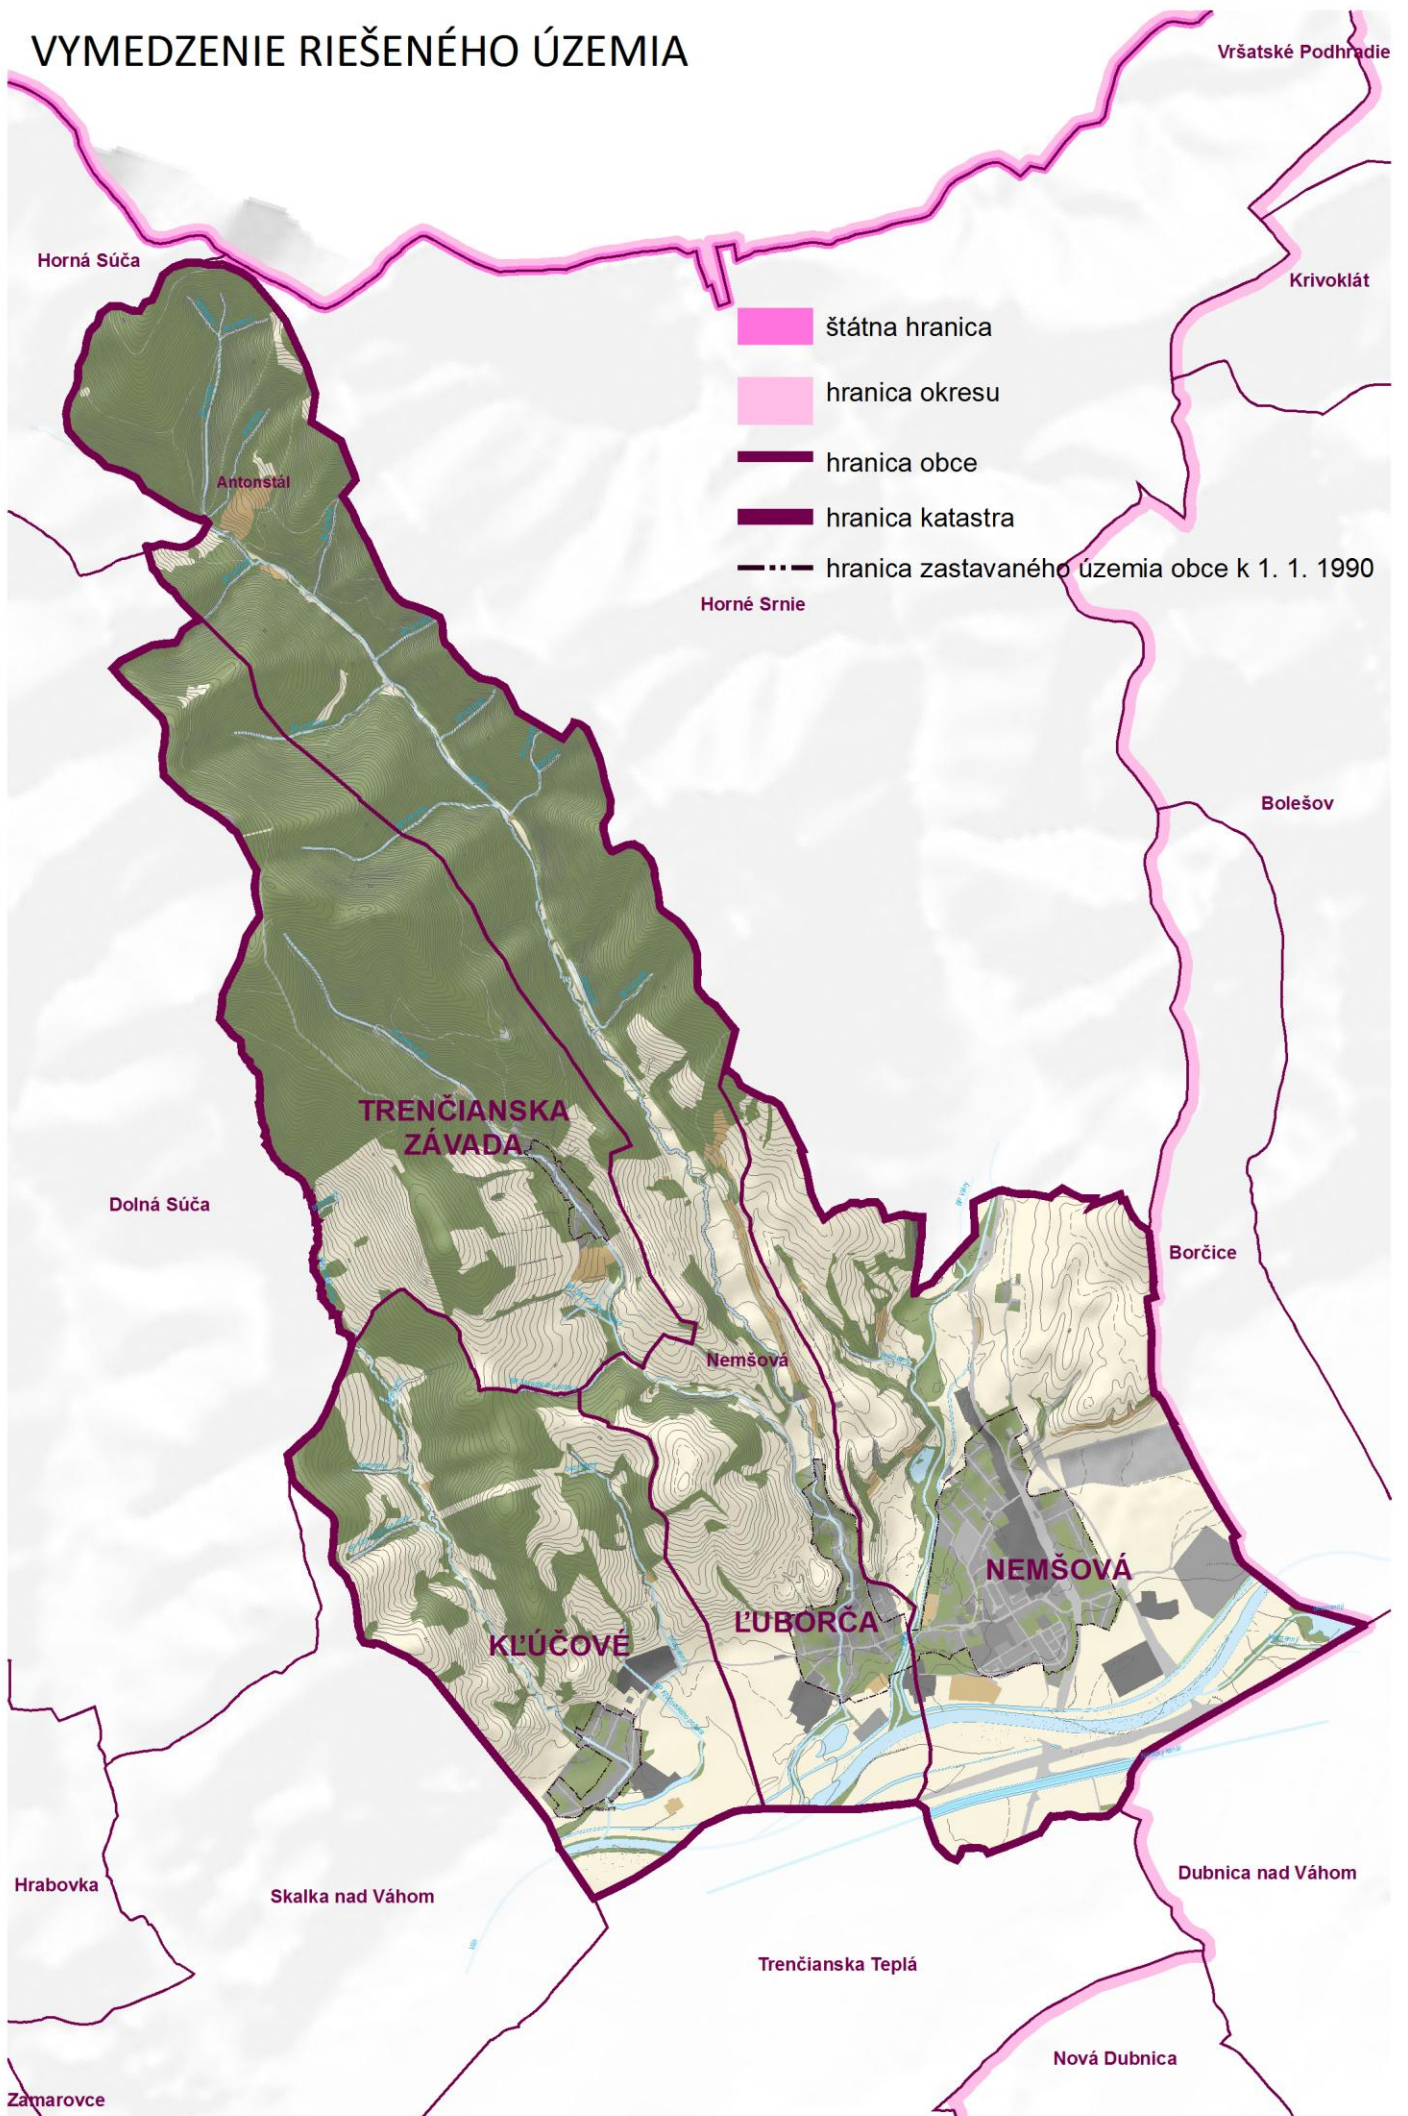 VYMEDZENIE RIEŠENÉHO ÚZEMIA
Vršatské Podhradie
Horná Súča
Krivoklát
štátna hranica
hranica okresu
hranica obce
hranica katastra
hranica zastavaného územia obce k 1. 1. 1990
Antonstál
Horné Srnie
Bolešov
TRENČIANSKA
ZÁVADA
Dolná Súča
Borčice
Nemšová
NEMŠOVÁ
ĽUBORČA
KĽÚČOVÉ
Hrabovka
Skalka nad Váhom
Dubnica nad Váhom
Trenčianska Teplá
Nová Dubnica
Zamarovce